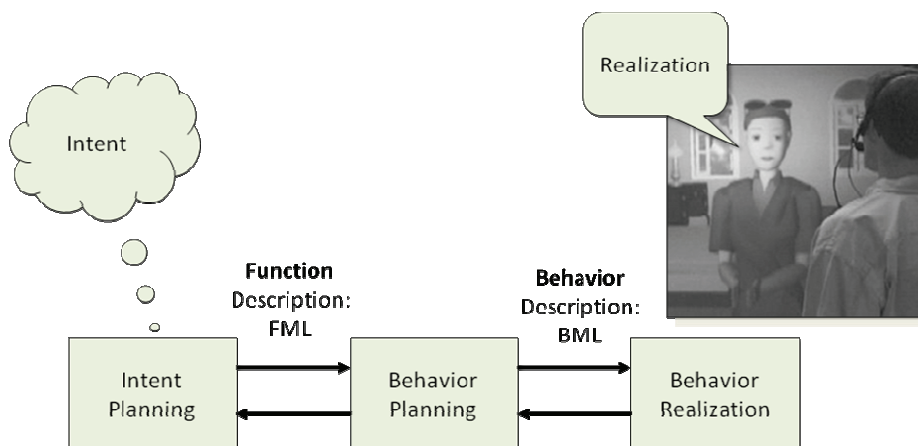 Realization
Intent
Function
Description:
FML
Behavior
Description:
BML
Intent
Planning
Behavior
Planning
Behavior
Realization